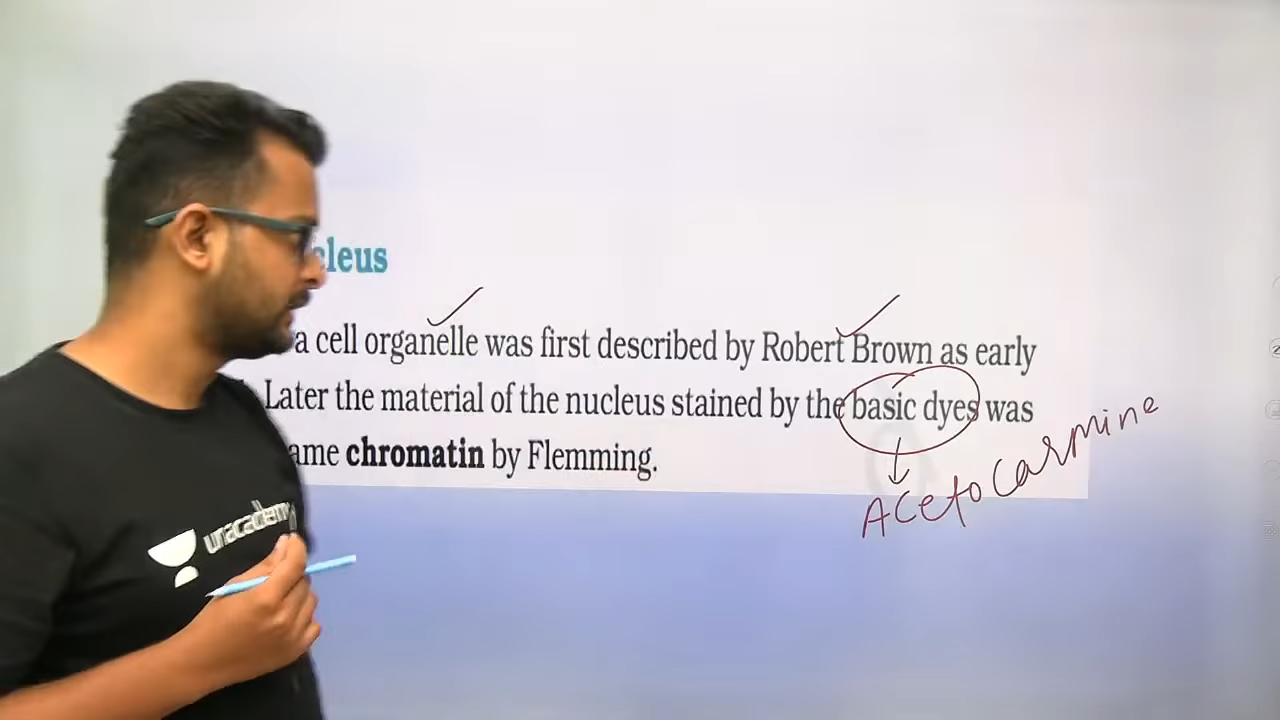 cleus
a cell organelle was first described by Robert Brown as early
Later the material of the nucleus stained by the basic dyes was
ame chromatin by Flemming.
Acetocarmine
unacademy